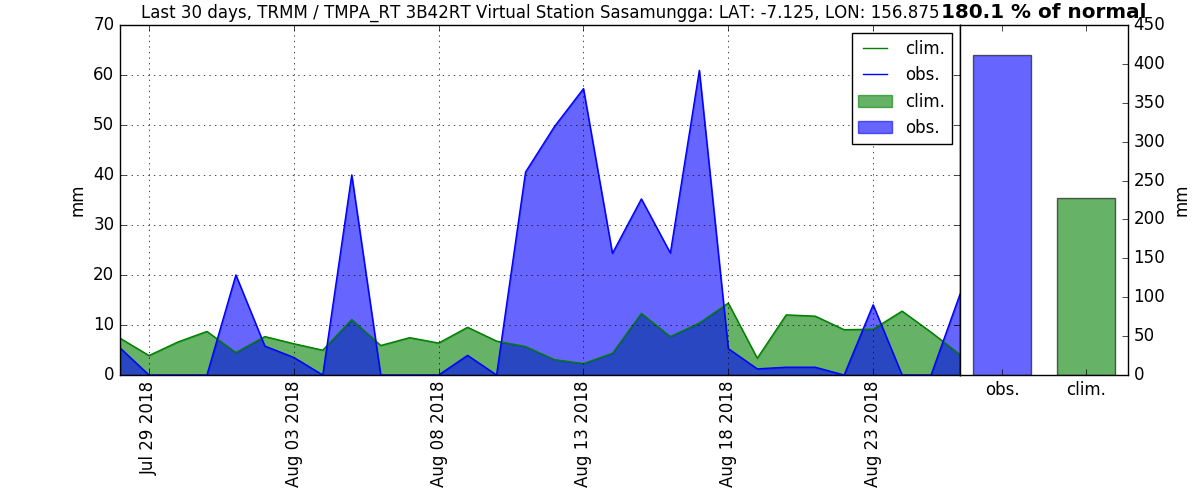 Last 30 days, TRMM / TMPA_RT 3B42RT Virtual Station Sasamungga: LAT: -7.125, LON: 156.875 180.1 % of normal
70
60
50
40
30
20
10
0
mm
clim.
obs.
clim.
obs.
Jul 29 2018
Aug 03 2018
Aug 08 2018
Aug 13 2018
Aug 18 2018
Aug 23 2018
450
400
350
300
250
200
150
100
50
0
mm
obs. clim.